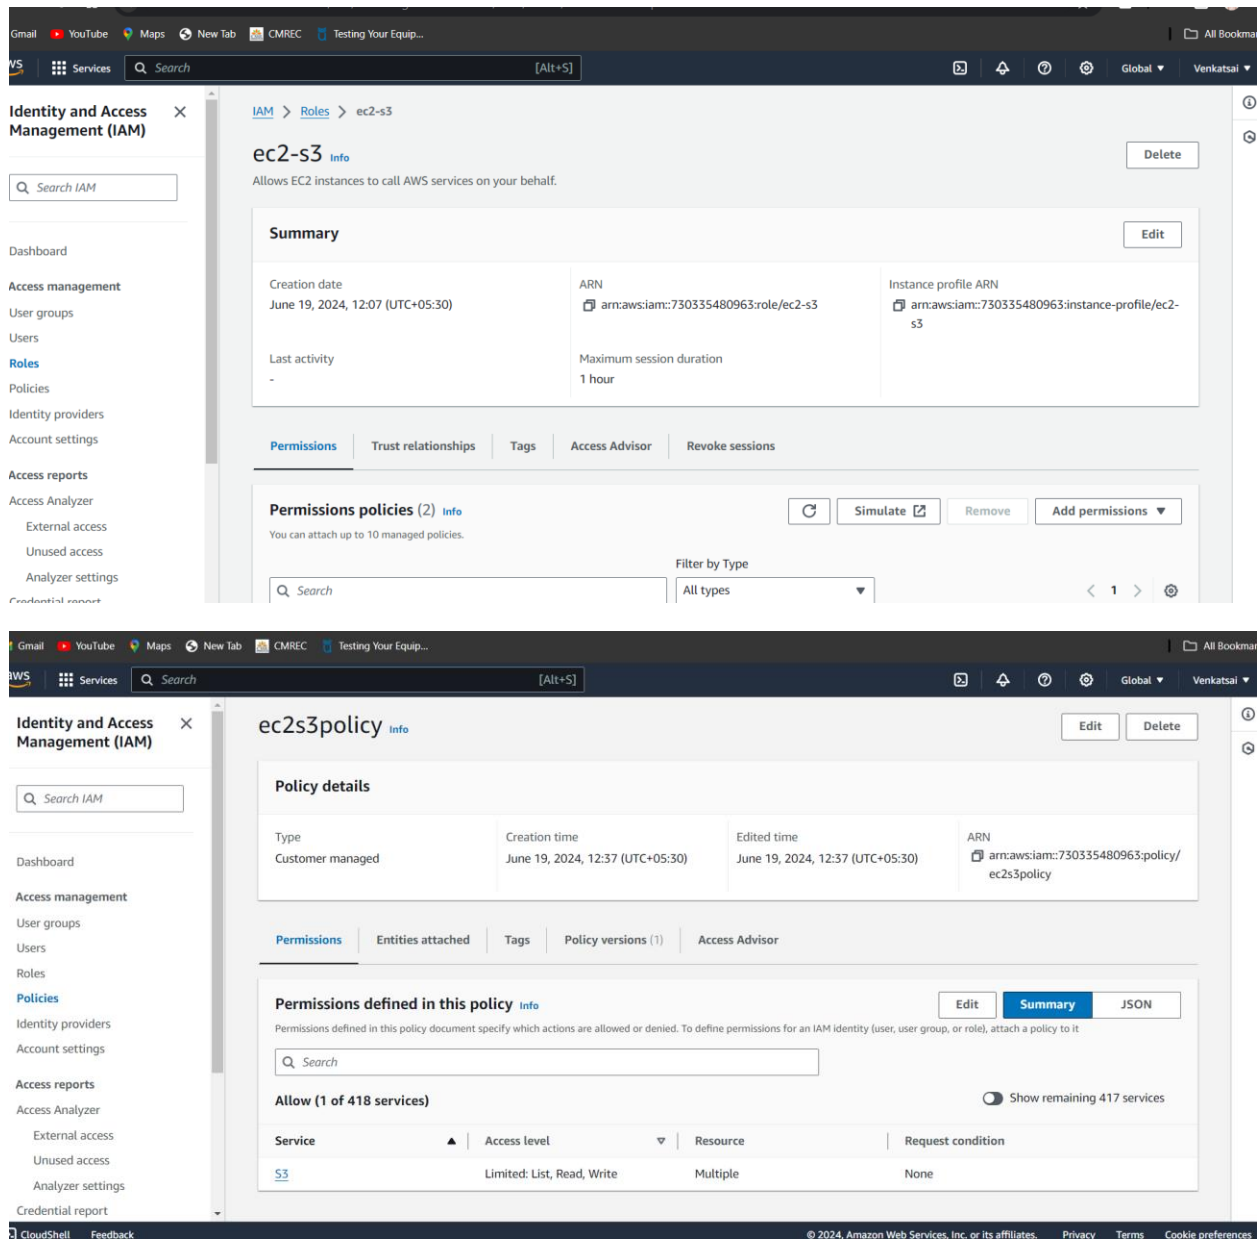 Gmail YouTube Maps New Tab CMREC Testing Your Equip... All Bookmar
Services Search [Alt+S] Global Venkatsai
Identity and Access Management (IAM)
Search IAM
Dashboard
Access management
User groups
Users
Roles
Policies
Identity providers
Account settings
Access reports
Access Analyzer
External access
Unused access
Analyzer settings
Credential report
IAM > Roles > ec2-s3
ec2-s3 Info
Delete
Allows EC2 instances to call AWS services on your behalf.
Summary
Edit
Creation date
June 19, 2024, 12:07 (UTC+05:30)
ARN
arn:aws:iam::730335480963:role/ec2-s3
Instance profile ARN
arn:aws:iam::730335480963:instance-profile/ec2-
s3
Last activity
-
Maximum session duration
1 hour
Permissions Trust relationships Tags Access Advisor Revoke sessions
Permissions policies (2) Info
Simulate Remove Add permissions
You can attach up to 10 managed policies.
Filter by Type
Search All types 1
Gmail YouTube Maps New Tab CMREC Testing Your Equip... All Bookmar
aws Services Search [Alt+S] Global Venkatsai
Identity and Access
Management (IAM)
Search IAM
Dashboard
Access management
User groups
Users
Roles
Policies
Identity providers
Account settings
Access reports
Access Analyzer
External access
Unused access
Analyzer settings
Credential report
ec2s3policy Info
Edit Delete
Policy details
Type
Customer managed
Creation time
June 19, 2024, 12:37 (UTC+05:30)
Edited time
June 19, 2024, 12:37 (UTC+05:30)
ARN
arn:aws:iam::730335480963:policy/
ec2s3policy
Permissions Entities attached Tags Policy versions (1) Access Advisor
Permissions defined in this policy Info
Edit Summary JSON
Permissions defined in this policy document specify which actions are allowed or denied. To define permissions for an IAM identity (user, user group, or role), attach a policy to it
Search
Allow (1 of 418 services)
Show remaining 417 services
Service Access level Resource Request condition
S3 Limited: List, Read, Write Multiple None
CloudShell Feedback © 2024, Amazon Web Services, Inc. or its affiliates. Privacy Terms Cookie preferences